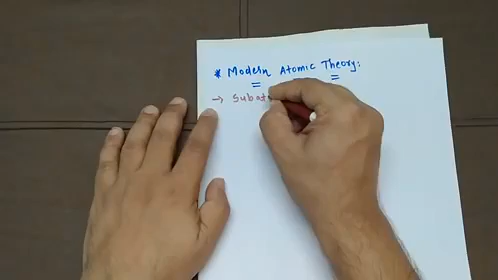 * Modern Atomic Theory:
→ Subat